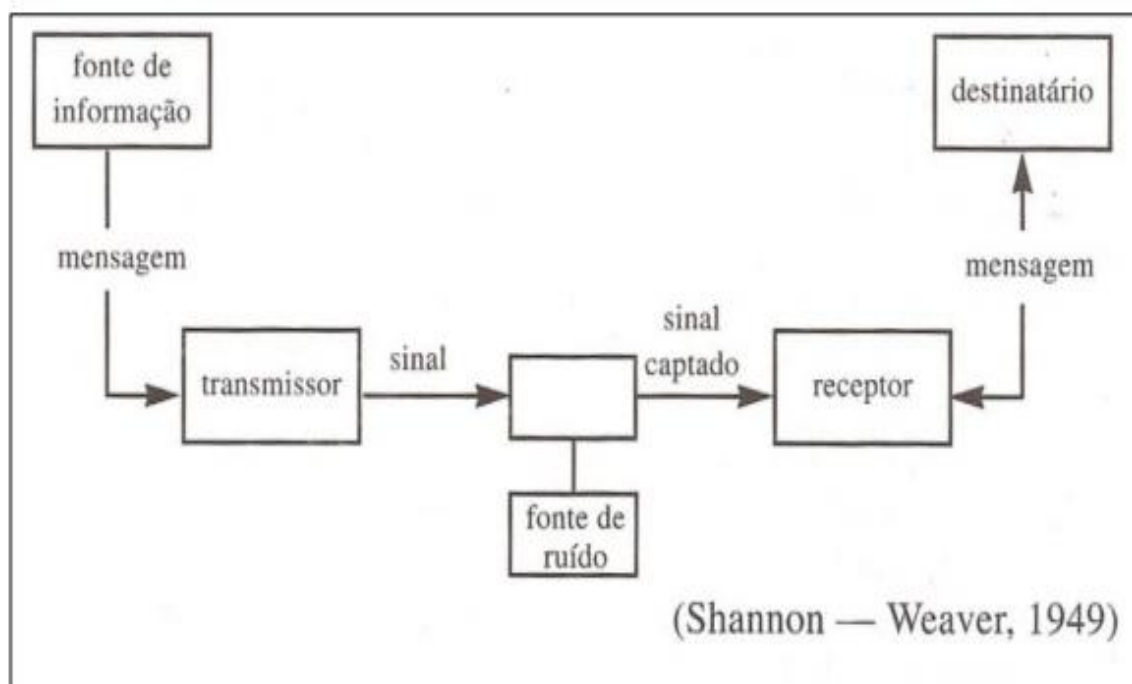 fonte de
informação
destinatário
mensagem
mensagem
transmissor
sinal
sinal
captado
receptor
fonte de
ruído
(Shannon — Weaver, 1949)